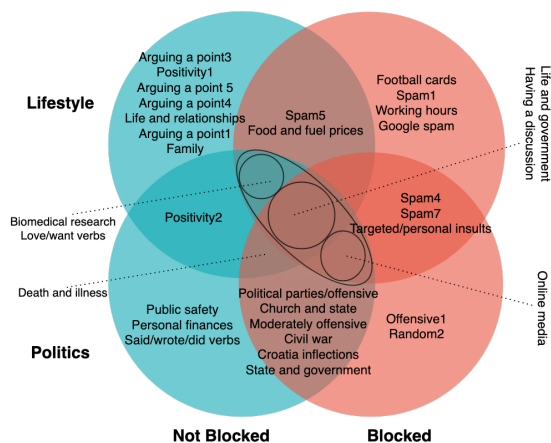 Arguing a point3
Positivity1
Arguing a point 5
Arguing a point4
Life and relationships
Arguing a point1
Family
Lifestyle
Spam5
Food and fuel prices
Football cards
Spam1
Working hours
Google spam
Life and government
Having a discussion
Biomedical research
Love/want verbs
Positivity2
Spam4
Spam7
Targeted/personal insults
Death and illness
Online media
Public safety
Personal finances
Said/wrote/did verbs
Political parties/offensive
Church and state
Moderately offensive
Civil war
Croatia inflections
State and government
Offensive1
Random2
Politics
Not Blocked
Blocked